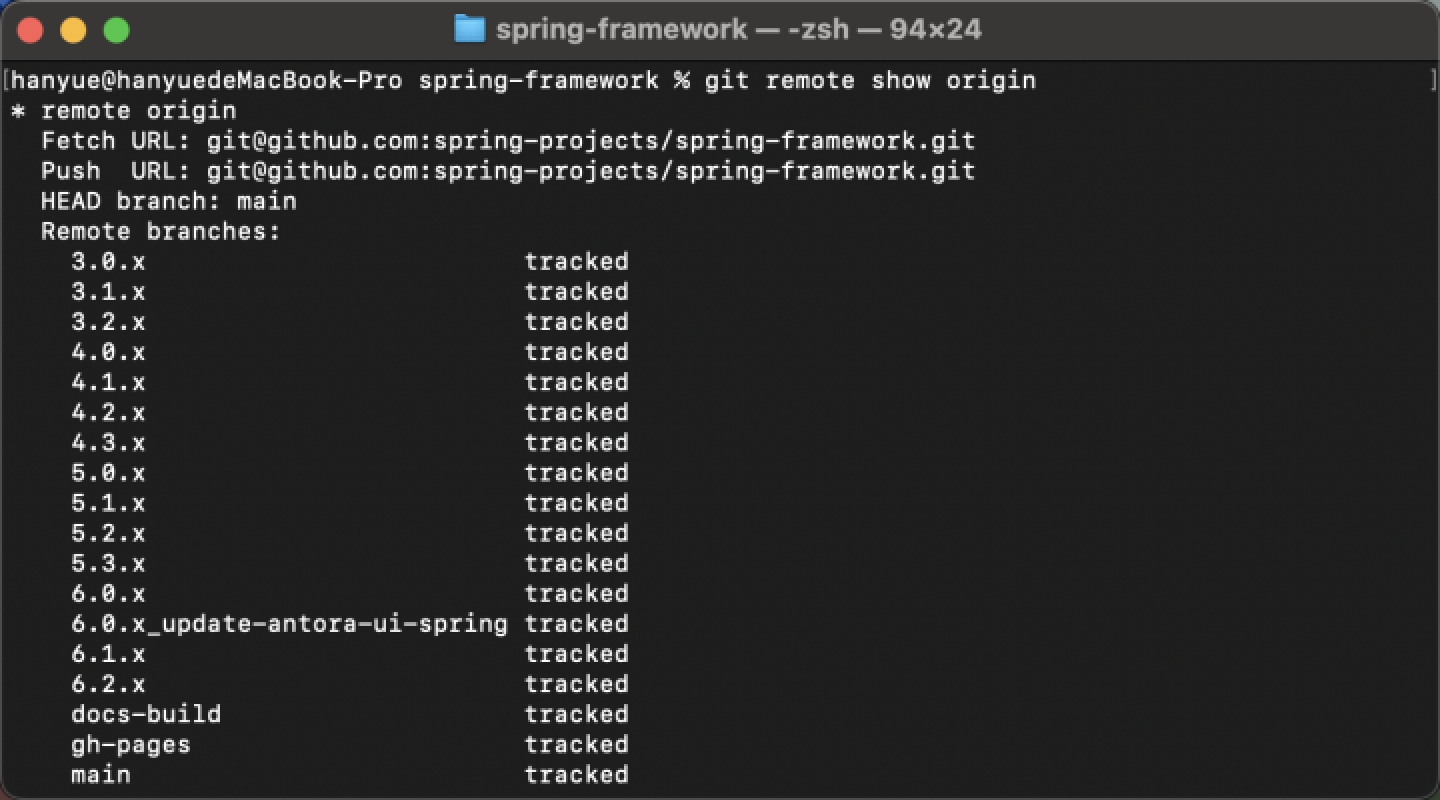 spring-framework — -zsh — 94×24
[hanyue@hanyuedeMacBook-Pro spring-framework % git remote show origin ]
* remote origin
  Fetch URL: git@github.com:spring-projects/spring-framework.git
  Push  URL: git@github.com:spring-projects/spring-framework.git
  HEAD branch: main
  Remote branches:
    3.0.x                         tracked
    3.1.x                         tracked
    3.2.x                         tracked
    4.0.x                         tracked
    4.1.x                         tracked
    4.2.x                         tracked
    4.3.x                         tracked
    5.0.x                         tracked
    5.1.x                         tracked
    5.2.x                         tracked
    5.3.x                         tracked
    6.0.x                         tracked
    6.0.x_update-antora-ui-spring tracked
    6.1.x                         tracked
    6.2.x                         tracked
    docs-build                    tracked
    gh-pages                      tracked
    main                          tracked